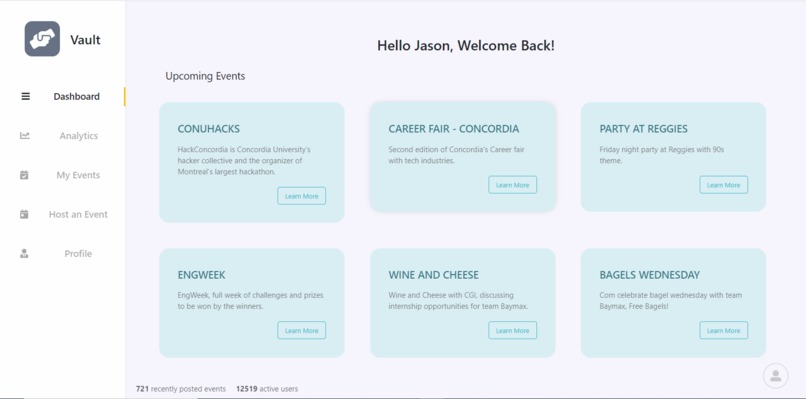 Vault
Dashboard
Analytics
My Events
Host an Event
Profile
Hello Jason, Welcome Back!
Upcoming Events
CONUHACKS
HackConcordia is Concordia University's
hacker collective and the organizer of
Montreal's largest hackathon.
Learn More
CAREER FAIR - CONCORDIA
Second edition of Concordia's Career fair
with tech industries.
Learn More
PARTY AT REGGIES
Friday night party at Reggies with 90s
theme.
Learn More
ENGWEEK
EngWeek, full week of challenges and prizes
to be won by the winners.
Learn More
WINE AND CHEESE
Wine and Cheese with CGI, discussing
internship opportunities for team Baymax.
Learn More
BAGELS WEDNESDAY
Com celebrate bagel wednesday with team
Baymax, Free Bagels!
Learn More
721 recently posted events 12519 active users